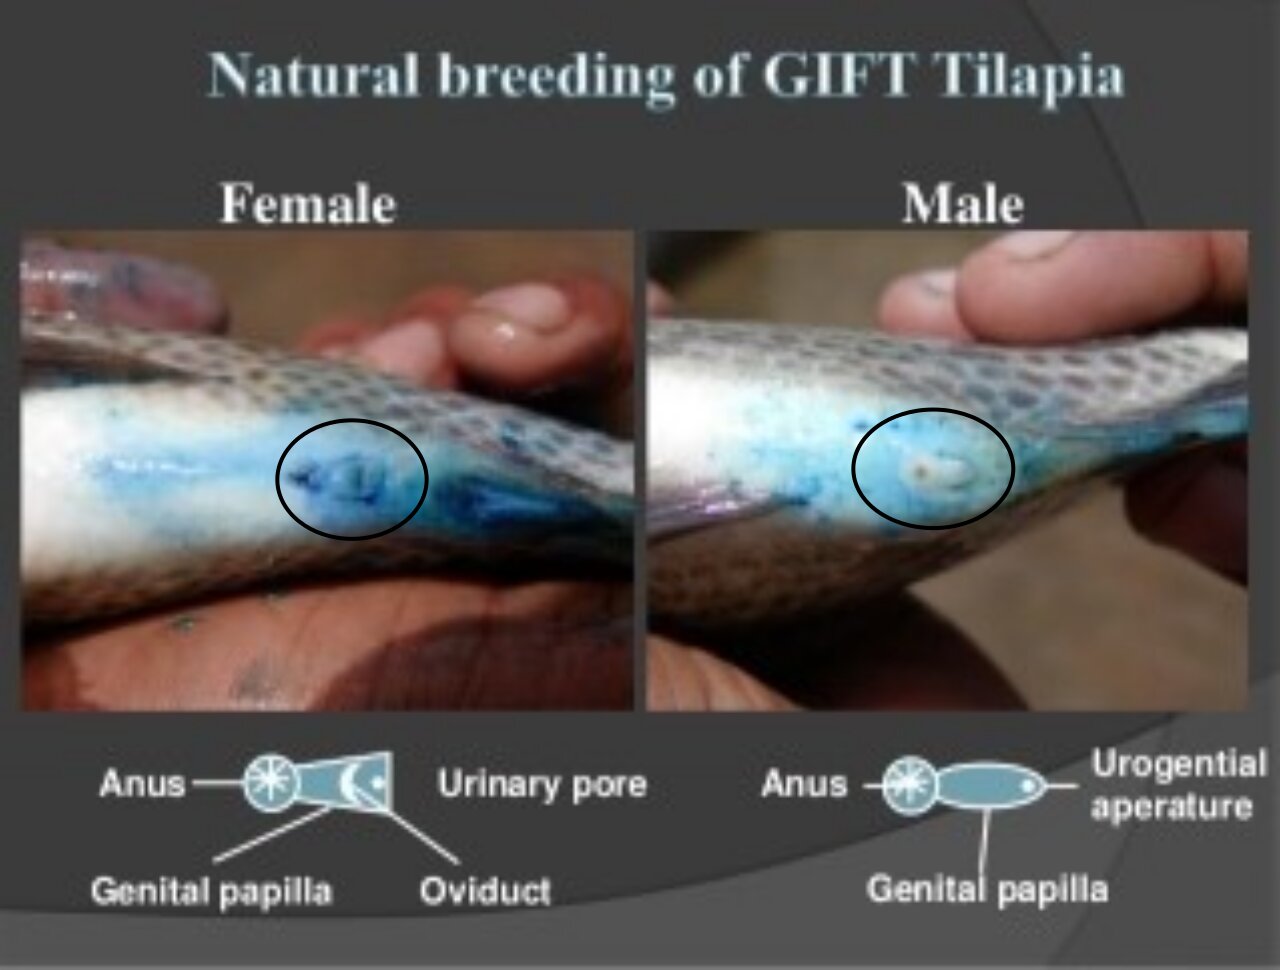 Natural breeding of GIFT Tilapia
Female
Male
Anus
Urinary pore
Genital papilla
Oviduct
Anus
Urogential
aperature
Genital papilla